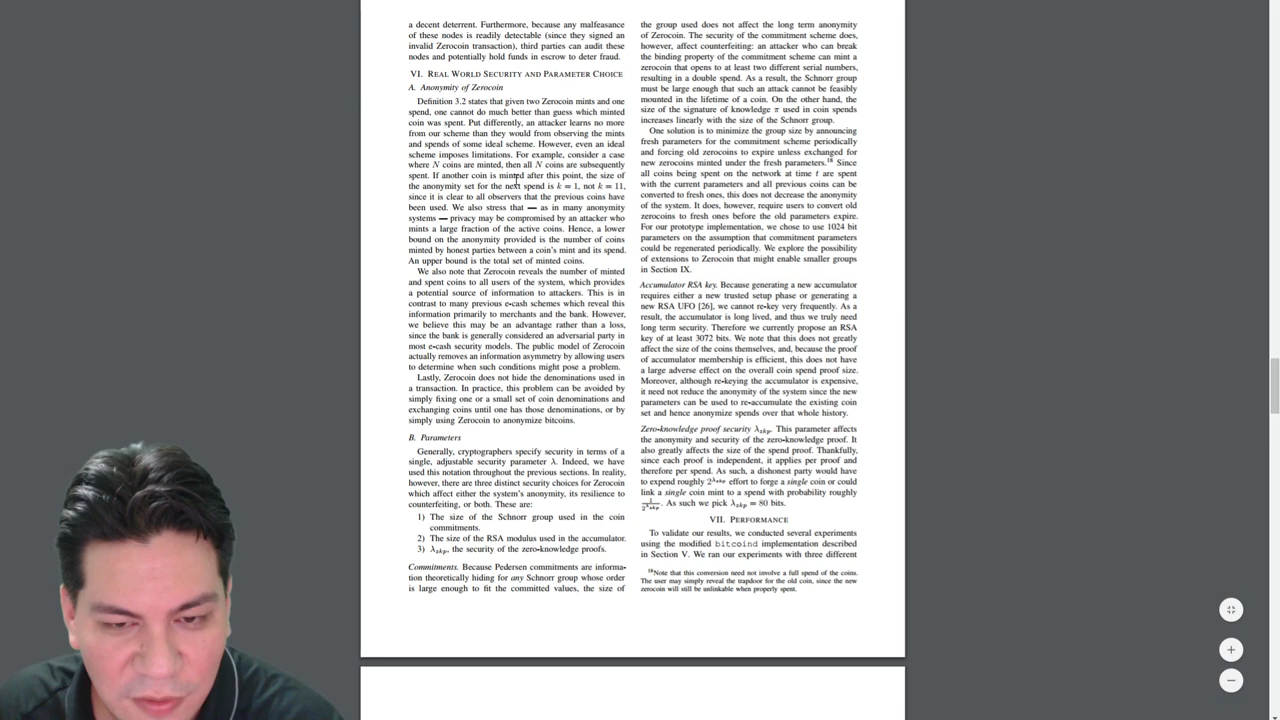 a decent deterrent. Furthermore, because any malfeasance
of these nodes is readily detectable (since they signed an
invalid Zerocoin transaction), third parties can audit these
nodes and potentially hold funds in escrow to deter fraud.
VI. Real World Security and Parameter Choice
A. Anonymity of Zerocoin
Definition 3.2 states that given two Zerocoin mints and one
spend, one cannot do much better than guess which minted
coin was spent. Put differently, an attacker learns no more
from our scheme than they would from observing the mints
and spends of some ideal scheme. However, even an ideal
scheme imposes limitations. For example, consider a case
where N coins are minted, then all N coins are subsequently
spent. If another coin is minted after this point, the size of
the anonymity set for the next spend is k = 1, not k = 11,
since it is clear to all observers that the previous coins have
been used. We also stress that — as in many anonymity
systems — privacy may be compromised by an attacker who
mints a large fraction of the active coins. Hence, a lower
bound on the anonymity provided is the number of coins
minted by honest parties between a coin's mint and its spend.
An upper bound is the total set of minted coins.
We also note that Zerocoin reveals the number of minted
and spent coins to all users of the system, which provides
a potential source of information to attackers. This is in
contrast to many previous e-cash schemes which reveal this
information primarily to merchants and the bank. However,
we believe this may be an advantage rather than a loss,
since the bank is generally considered an adversarial party in
most e-cash security models. The public model of Zerocoin
actually removes an information asymmetry by allowing users
to determine when such conditions might pose a problem.
Lastly, Zerocoin does not hide the denominations used in
a transaction. In practice, this problem can be avoided by
simply fixing one or a small set of coin denominations and
exchanging coins until one has those denominations, or by
simply using Zerocoin to anonymize bitcoins.
B. Parameters
Generally, cryptographers specify security in terms of a
single, adjustable security parameter λ. Indeed, we have
used this notation throughout the previous sections. In reality,
however, there are three distinct security choices for Zerocoin
which affect either the system's anonymity, its resilience to
counterfeiting, or both. These are:
1) The size of the Schnorr group used in the coin
commitments.
2) The size of the RSA modulus used in the accumulator.
3) λzkp, the security of the zero-knowledge proofs.
Commitments. Because Pedersen commitments are informa-
tion theoretically hiding for any Schnorr group whose order
is large enough to fit the committed values, the size of
the group used does not affect the long term anonymity
of Zerocoin. The security of the commitment scheme does,
however, affect counterfeiting: an attacker who can break
the binding property of the commitment scheme can mint a
zerocoin that opens to at least two different serial numbers,
resulting in a double spend. As a result, the Schnorr group
must be large enough that such an attack cannot be feasibly
mounted in the lifetime of a coin. On the other hand, the
size of the signature of knowledge π used in coin spends
increases linearly with the size of the Schnorr group.
One solution is to minimize the group size by announcing
fresh parameters for the commitment scheme periodically
and forcing old zerocoins to expire unless exchanged for
new zerocoins minted under the fresh parameters.18 Since
all coins being spent on the network at time t are spent
with the current parameters and all previous coins can be
converted to fresh ones, this does not decrease the anonymity
of the system. It does, however, require users to convert old
zerocoins to fresh ones before the old parameters expire.
For our prototype implementation, we chose to use 1024 bit
parameters on the assumption that commitment parameters
could be regenerated periodically. We explore the possibility
of extensions to Zerocoin that might enable smaller groups
in Section IX.
Accumulator RSA key. Because generating a new accumulator
requires either a new trusted setup phase or generating a
new RSA UFO [26], we cannot re-key very frequently. As a
result, the accumulator is long lived, and thus we truly need
long term security. Therefore we currently propose an RSA
key of at least 3072 bits. We note that this does not greatly
affect the size of the coins themselves, and, because the proof
of accumulator membership is efficient, this does not have
a large adverse effect on the overall coin spend proof size.
Moreover, although re-keying the accumulator is expensive,
it need not reduce the anonymity of the system since the new
parameters can be used to re-accumulate the existing coin
set and hence anonymize spends over that whole history.
Zero-knowledge proof security λzkp. This parameter affects
the anonymity and security of the zero-knowledge proof. It
also greatly affects the size of the spend proof. Thankfully,
since each proof is independent, it applies per proof and
therefore per spend. As such, a dishonest party would have
to expend roughly 2^λzkp effort to forge a single coin or could
link a single coin mint to a spend with probability roughly
1/2^λzkp. As such we pick λzkp = 80 bits.
VII. Performance
To validate our results, we conducted several experiments
using the modified bitcoind implementation described
in Section V. We ran our experiments with three different
18Note that this conversion need not involve a full spend of the coins.
The user may simply reveal the trapdoor for the old coin, since the new
zerocoin will still be unlinkable when properly spent.